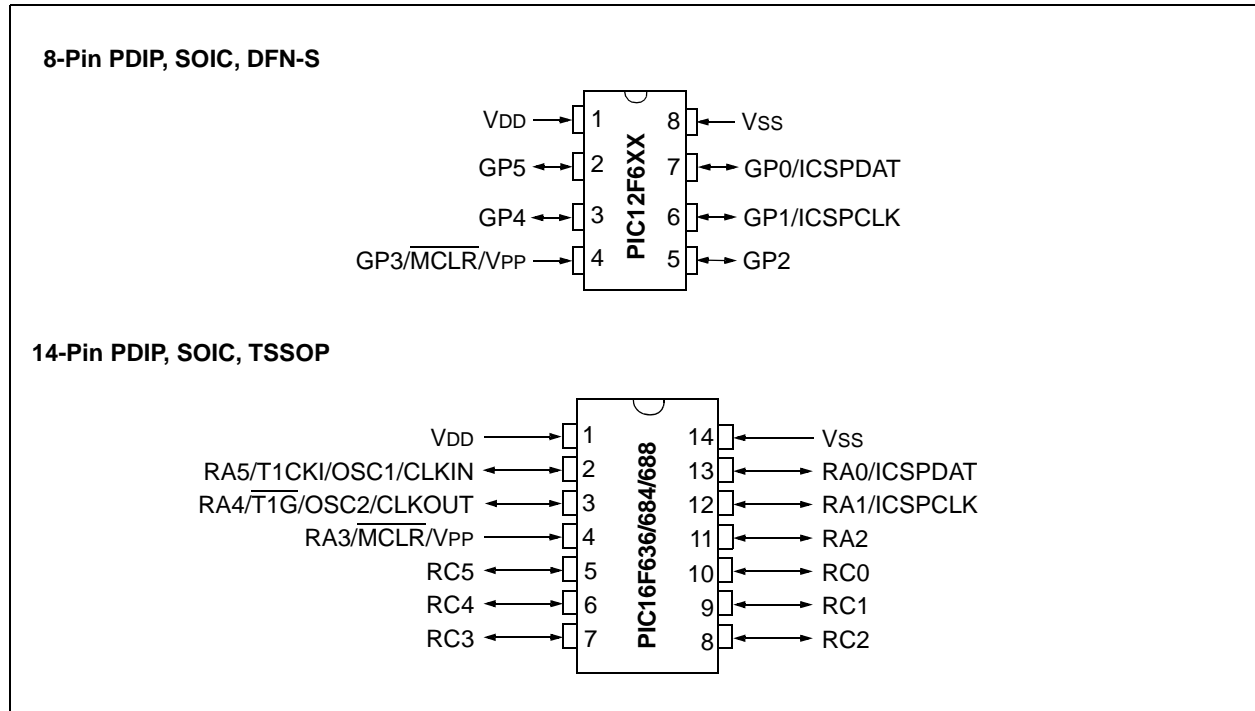 8-Pin PDIP, SOIC, DFN-S
VDD 1 8 VSS
GP5 2 7 GP0/ICSPDAT
GP4 3 6 GP1/ICSPCLK
GP3/MCLR/VPP 4 5 GP2
PIC12F6XX
14-Pin PDIP, SOIC, TSSOP
VDD 1 14 VSS
RA5/T1CKI/OSC1/CLKIN 2 13 RA0/ICSPDAT
RA4/T1G/OSC2/CLKOUT 3 12 RA1/ICSPCLK
RA3/MCLR/VPP 4 11 RA2
RC5 5 10 RC0
RC4 6 9 RC1
RC3 7 8 RC2
PIC16F636/684/688